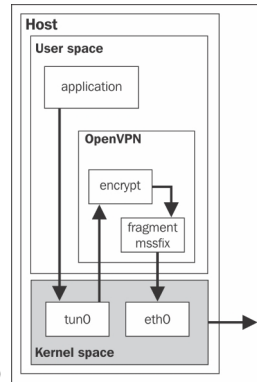 Host
User space
application
OpenVPN
encrypt
fragment
mssfix
tun0
eth0
Kernel space